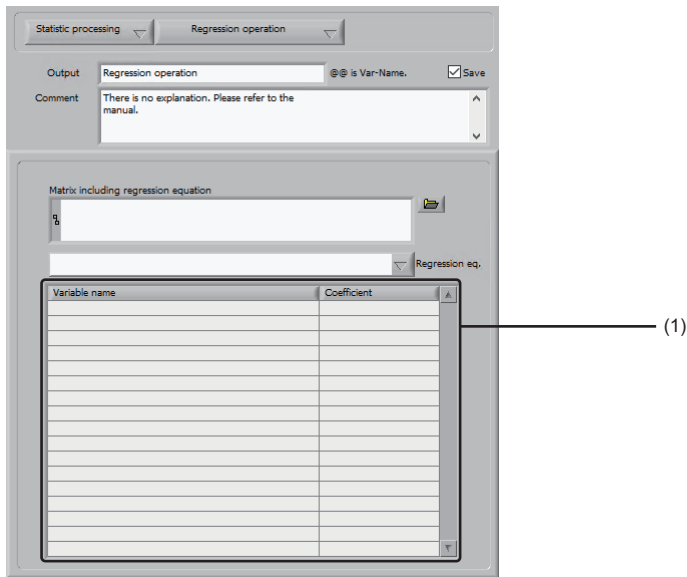 Statistic processing Regression operation
Output Regression operation @@ is Var-Name. Save
Comment There is no explanation. Please refer to the
manual.
Matrix including regression equation
Regression eq.
Variable name Coefficient
(1)